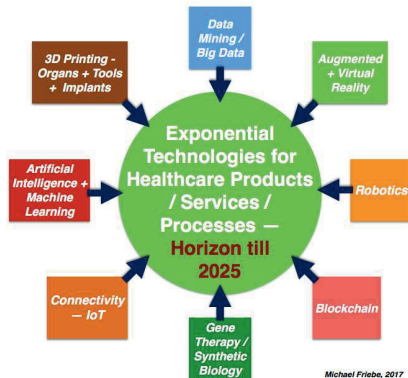 Data
Mining /
Big Data
3D Printing -
Organs + Tools
+ Implants
Augmented
+ Virtual
Reality
Exponential
Technologies for
Healthcare Products
/ Services /
Processes —
Horizon till
2025
Artificial
Intelligence +
Machine
Learning
Robotics
Connectivity
— IoT
Blockchain
Gene
Therapy /
Synthetic
Biology
Michael Friebe, 2017